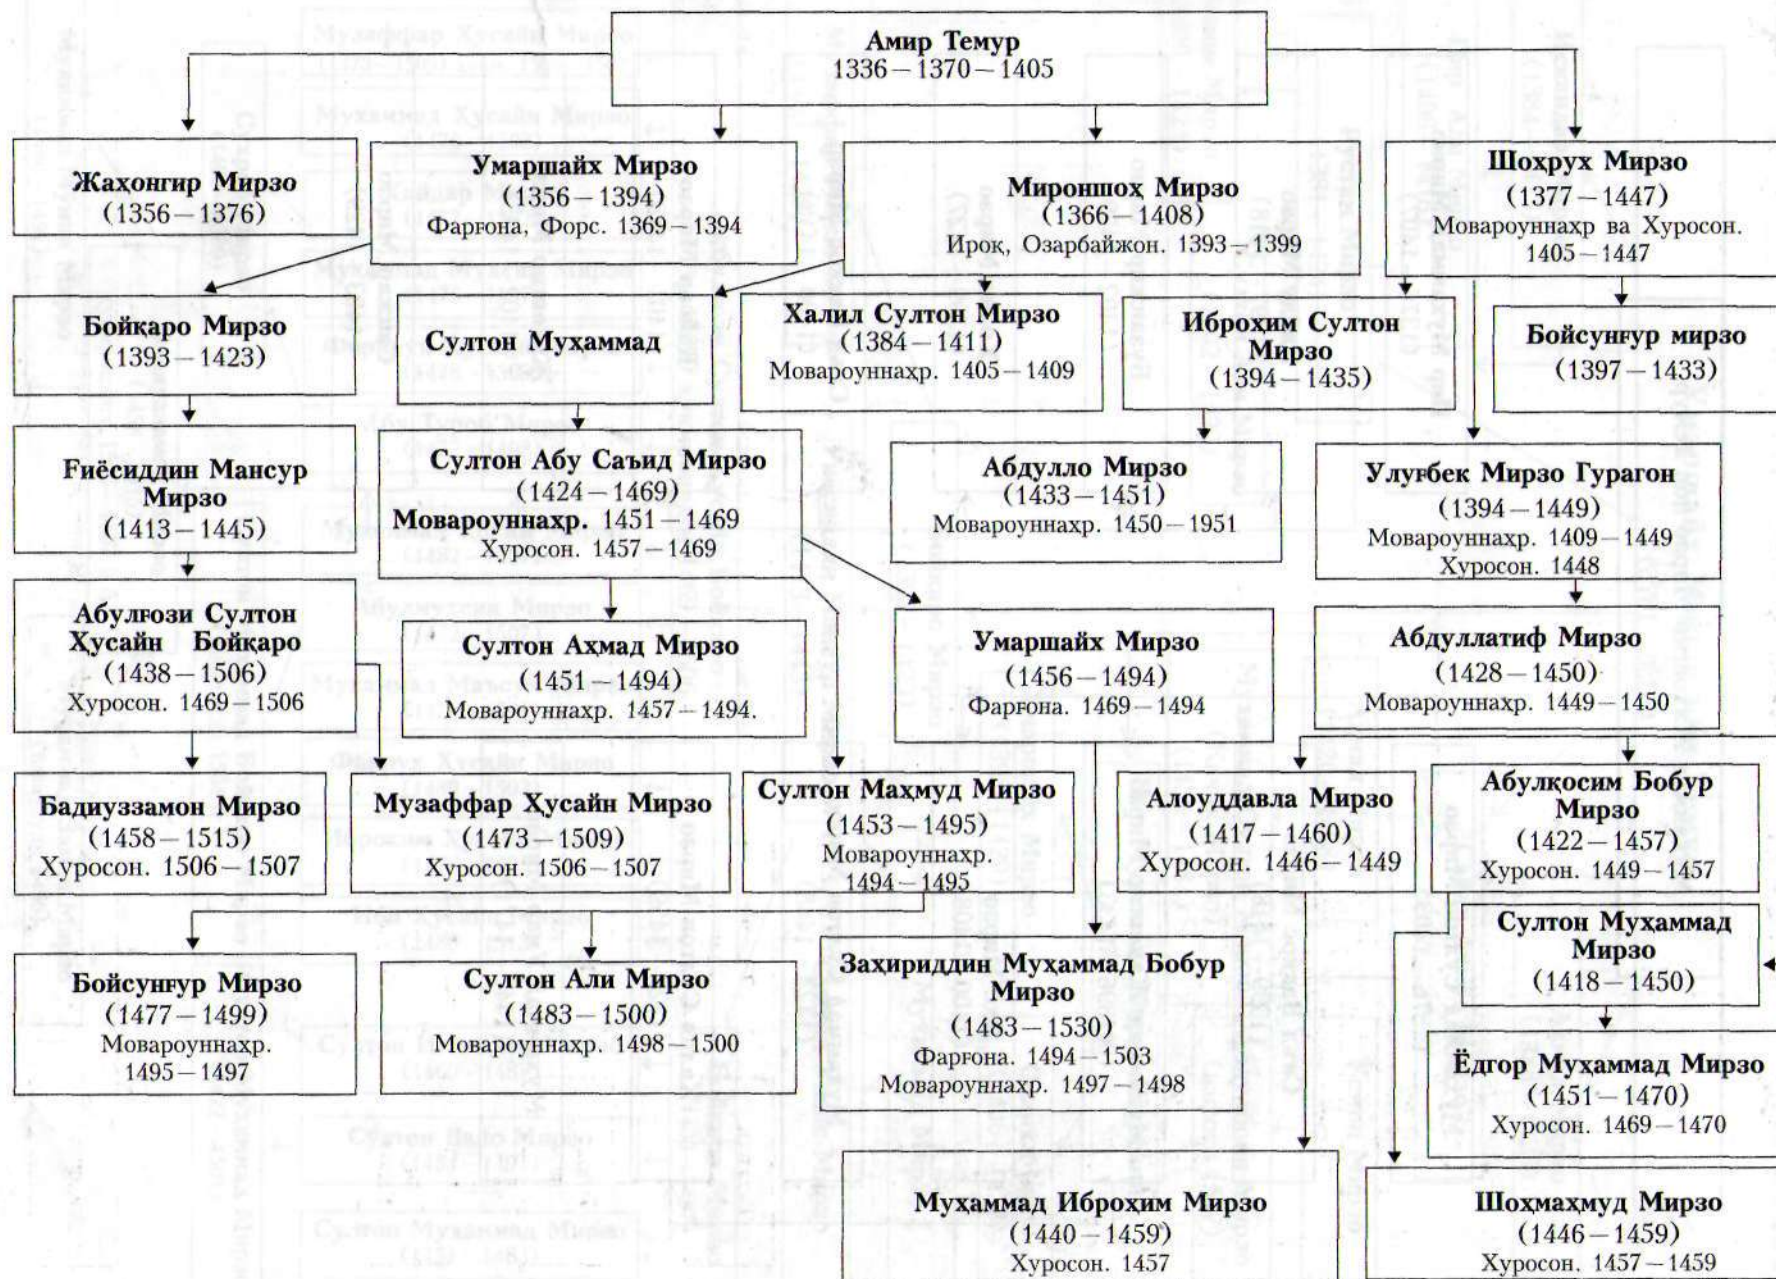 Амир Темур
1336 – 1370 – 1405
Жаҳонгир Мирзо
(1356 – 1376)
Умаршайх Мирзо
(1356 – 1394)
Фарғона, Форс. 1369 – 1394
Мироншоҳ Мирзо
(1366 – 1408)
Ироқ, Озарбайжон. 1393 – 1399
Шоҳрух Мирзо
(1377 – 1447)
Мовароуннаҳр ва Хуросон.
1405 – 1447
Бойқаро Мирзо
(1393 – 1423)
Султон Муҳаммад
Халил Султон Мирзо
(1384 – 1411)
Мовароуннаҳр. 1405 – 1409
Иброҳим Султон
Мирзо
(1394 – 1435)
Бойсунғур мирзо
(1397 – 1433)
Ғиёсиддин Мансур
Мирзо
(1413 – 1445)
Султон Абу Саъид Мирзо
(1424 – 1469)
Мовароуннаҳр. 1451 – 1469
Хуросон. 1457 – 1469
Абдулло Мирзо
(1433 – 1451)
Мовароуннаҳр. 1450 – 1951
Улуғбек Мирзо Гурагон
(1394 – 1449)
Мовароуннаҳр. 1409 – 1449
Хуросон. 1448
Абулғози Султон
Ҳусайн Бойқаро
(1438 – 1506)
Хуросон. 1469 – 1506
Султон Аҳмад Мирзо
(1451 – 1494)
Мовароуннаҳр. 1457 – 1494.
Умаршайх Мирзо
(1456 – 1494)
Фарғона. 1469 – 1494
Абдуллатиф Мирзо
(1428 – 1450)
Мовароуннаҳр. 1449 – 1450
Бадиуззамон Мирзо
(1458 – 1515)
Хуросон. 1506 – 1507
Музаффар Ҳусайн Мирзо
(1473 – 1509)
Хуросон. 1506 – 1507
Султон Маҳмуд Мирзо
(1453 – 1495)
Мовароуннаҳр.
1494 – 1495
Алоуддавла Мирзо
(1417 – 1460)
Хуросон. 1446 – 1449
Абулқосим Бобур
Мирзо
(1422 – 1457)
Хуросон. 1449 – 1457
Султон Муҳаммад
Мирзо
(1418 – 1450)
Бойсунғур Мирзо
(1477 – 1499)
Мовароуннаҳр.
1495 – 1497
Султон Али Мирзо
(1483 – 1500)
Мовароуннаҳр. 1498 – 1500
Заҳириддин Муҳаммад Бобур
Мирзо
(1483 – 1530)
Фарғона. 1494 – 1503
Мовароуннаҳр. 1497 – 1498
Ёдгор Муҳаммад Мирзо
(1451 – 1470)
Хуросон. 1469 – 1470
Муҳаммад Иброҳим Мирзо
(1440 – 1459)
Хуросон. 1457
Шоҳмаҳмуд Мирзо
(1446 – 1459)
Хуросон. 1457 – 1459